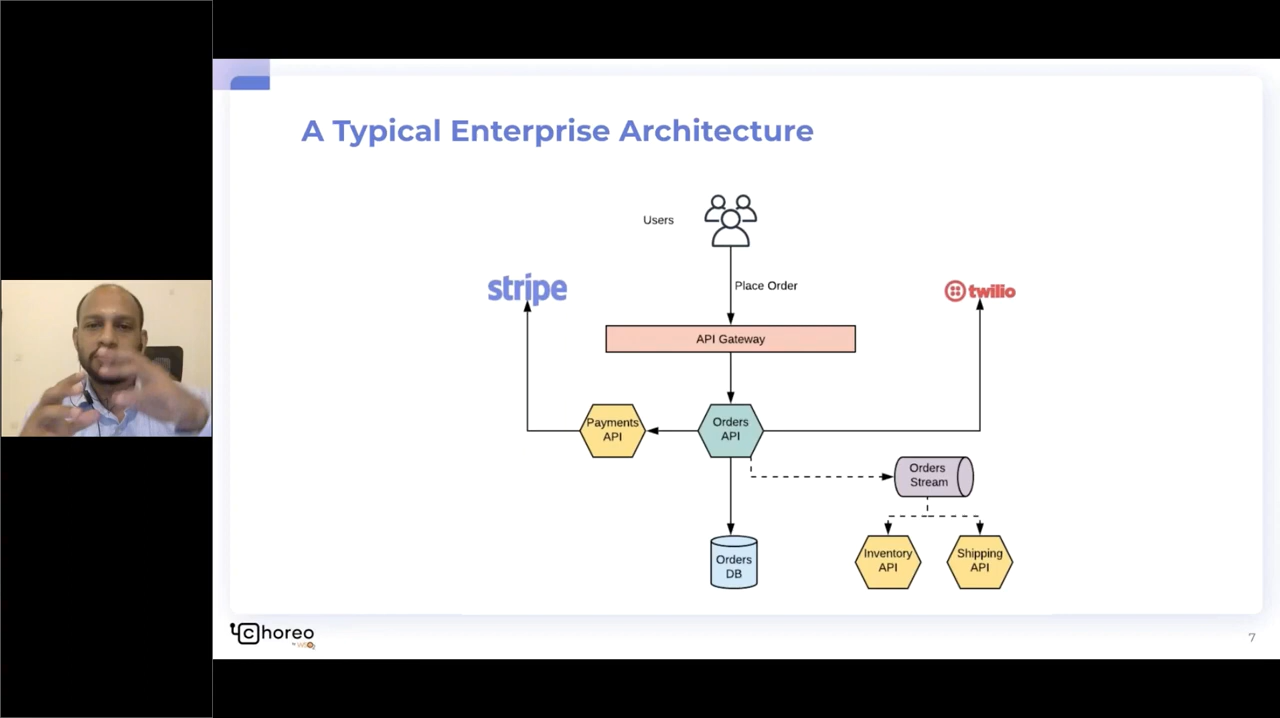 A Typical Enterprise Architecture
Users
stripe
Place Order
twilio
API Gateway
Payments
API
Orders
API
Orders
Stream
Orders
DB
Inventory
API
Shipping
API
choreo
7